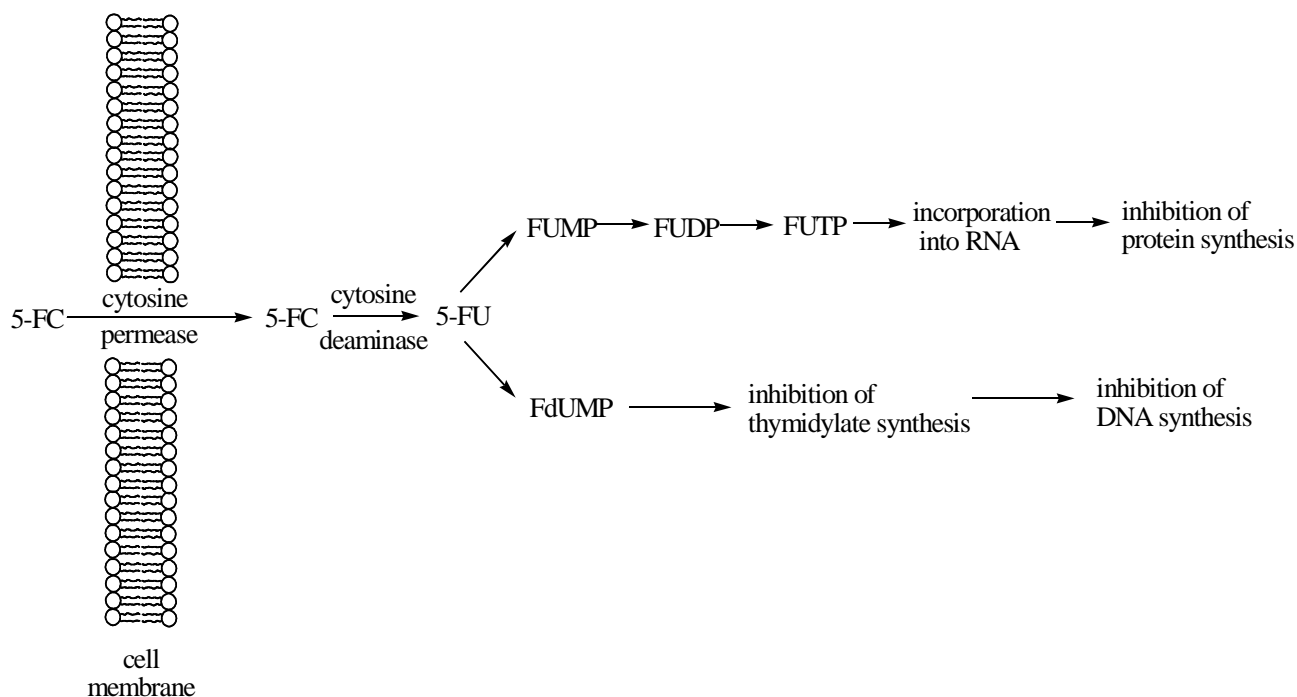 FUMP
FUDP
FUTP
incorporation
into RNA
inhibition of
protein synthesis
5-FC
cytosine
permease
5-FC
cytosine
deaminase
5-FU
FdUMP
inhibition of
thymidylate synthesis
inhibition of
DNA synthesis
cell
membrane